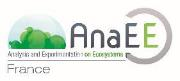 AnaEE
Analysis and Experimentation on Ecosystems
France